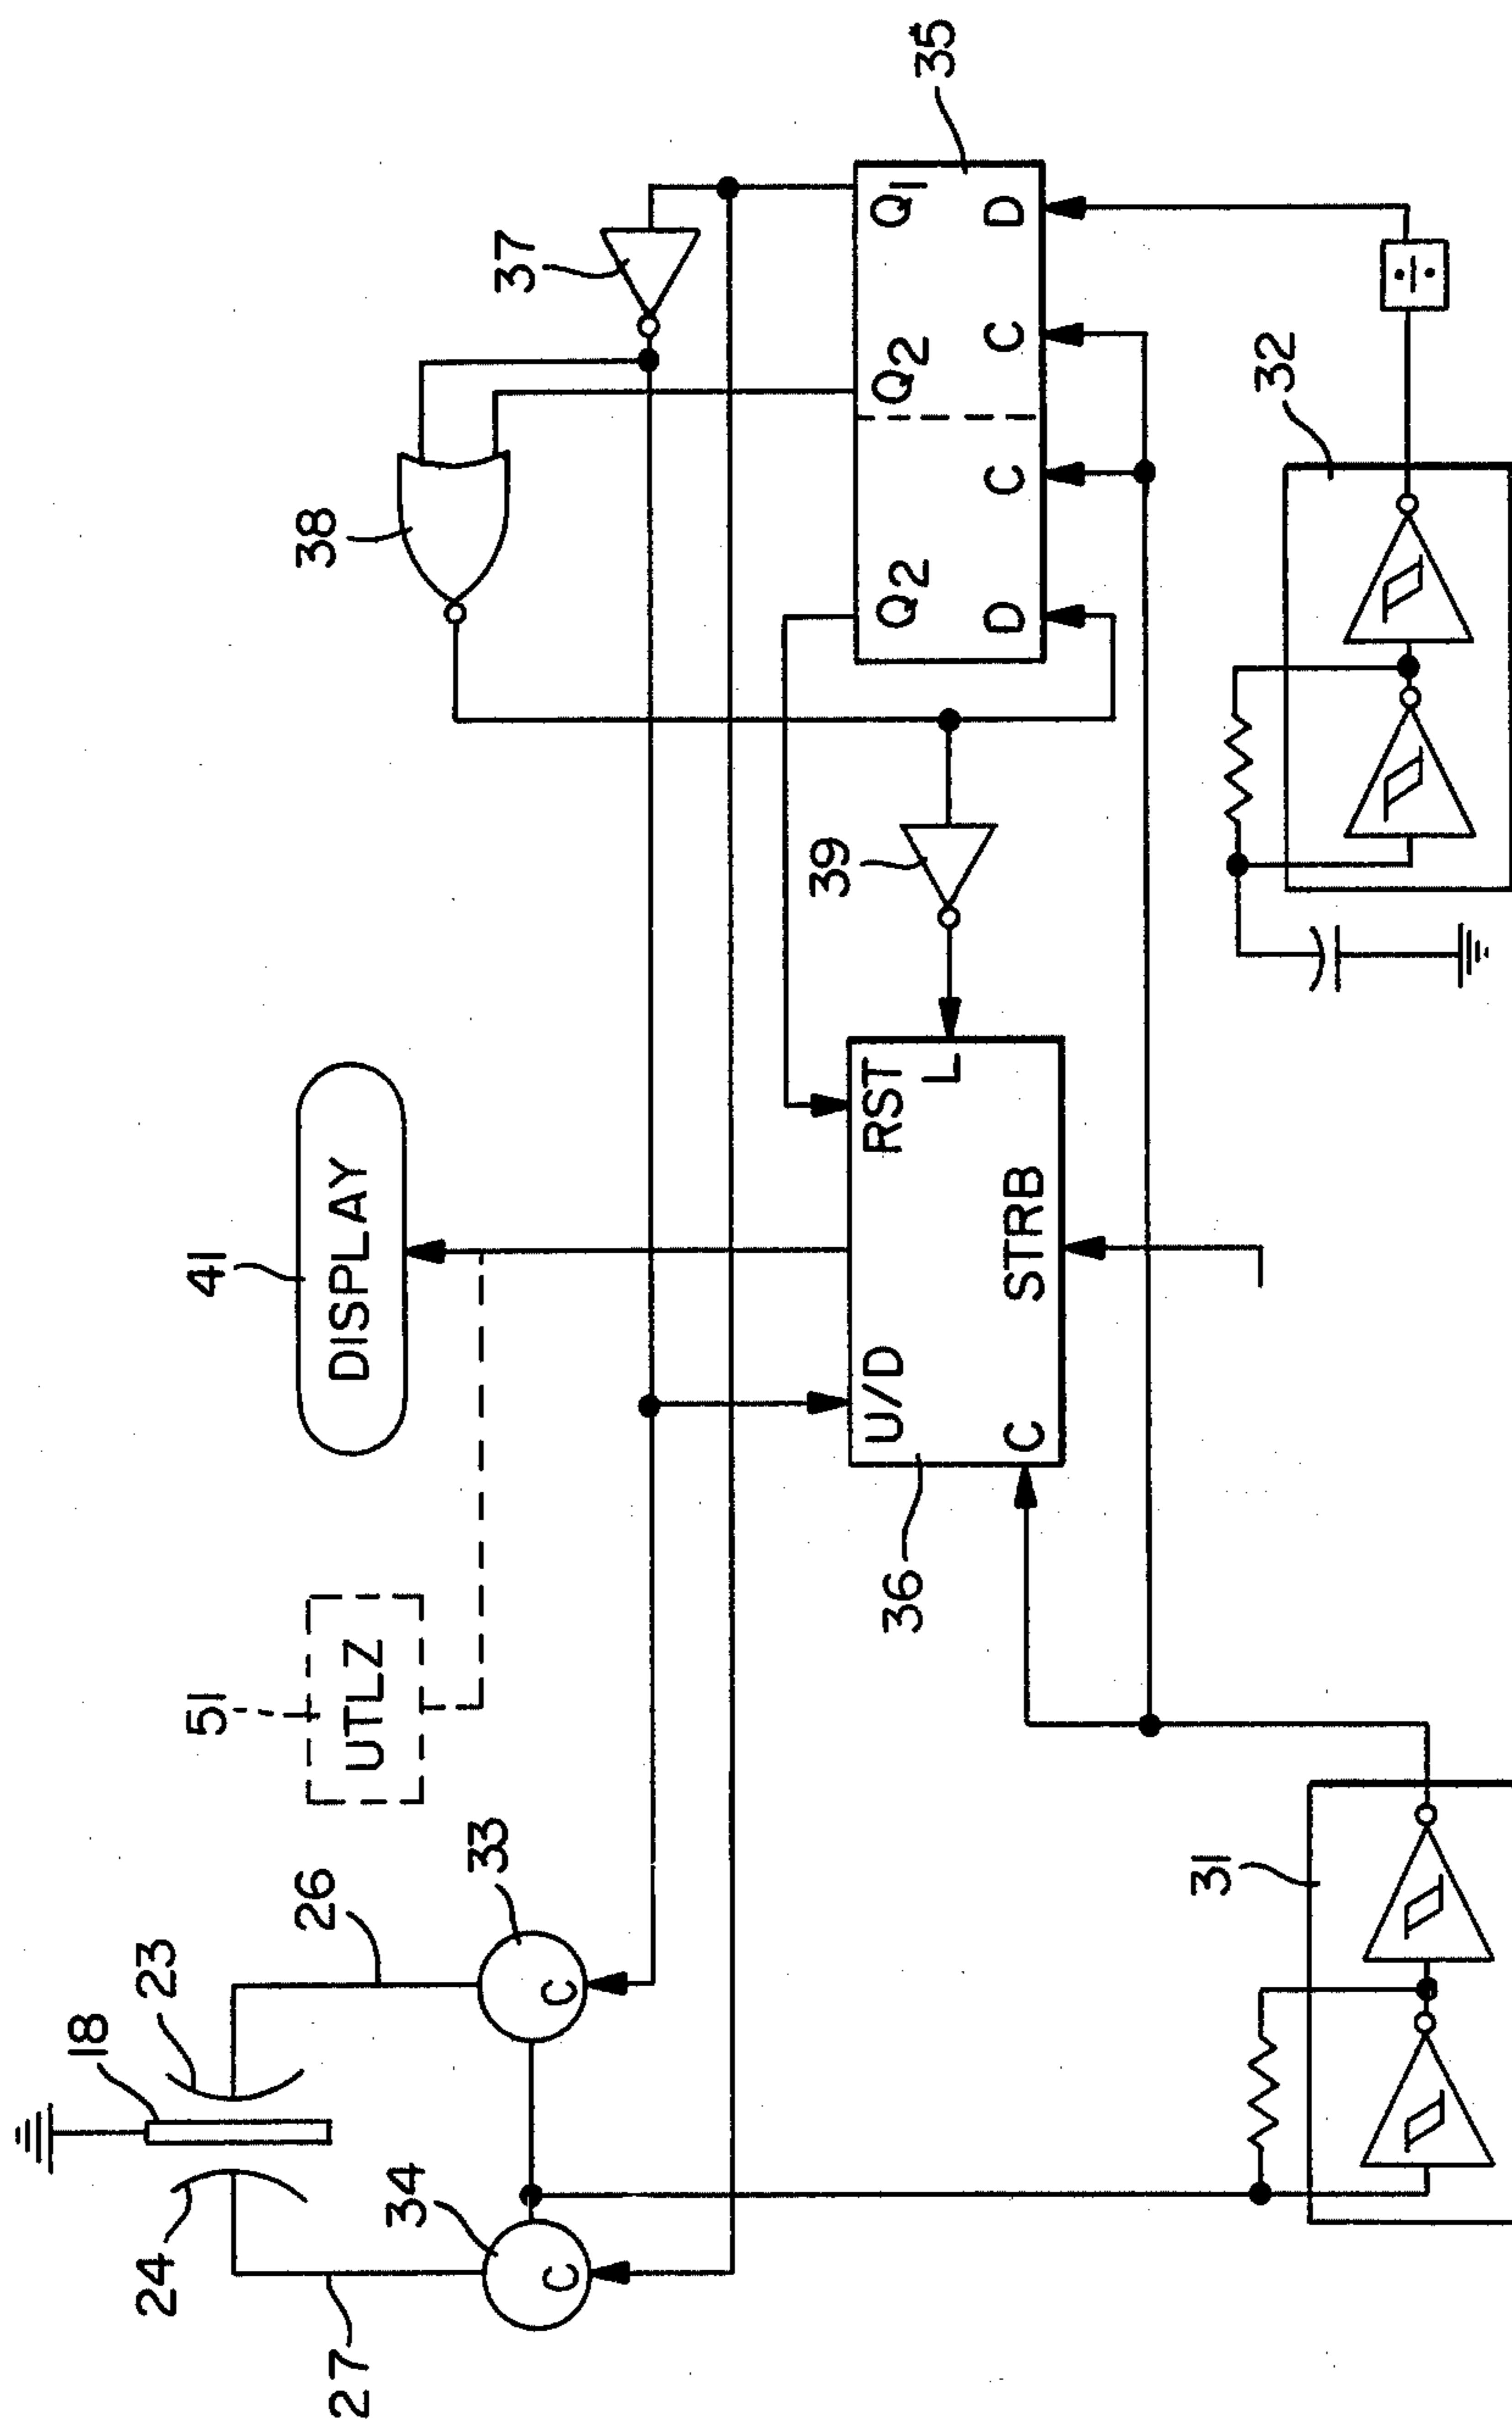 18
23
24
26
27
33
34
C
C
51
UTLZ
41
DISPLAY
38
37
36
U/D
RST
L
C
STRB
39
35
Q2
Q2
Q1
D
C
C
D
31
32
÷